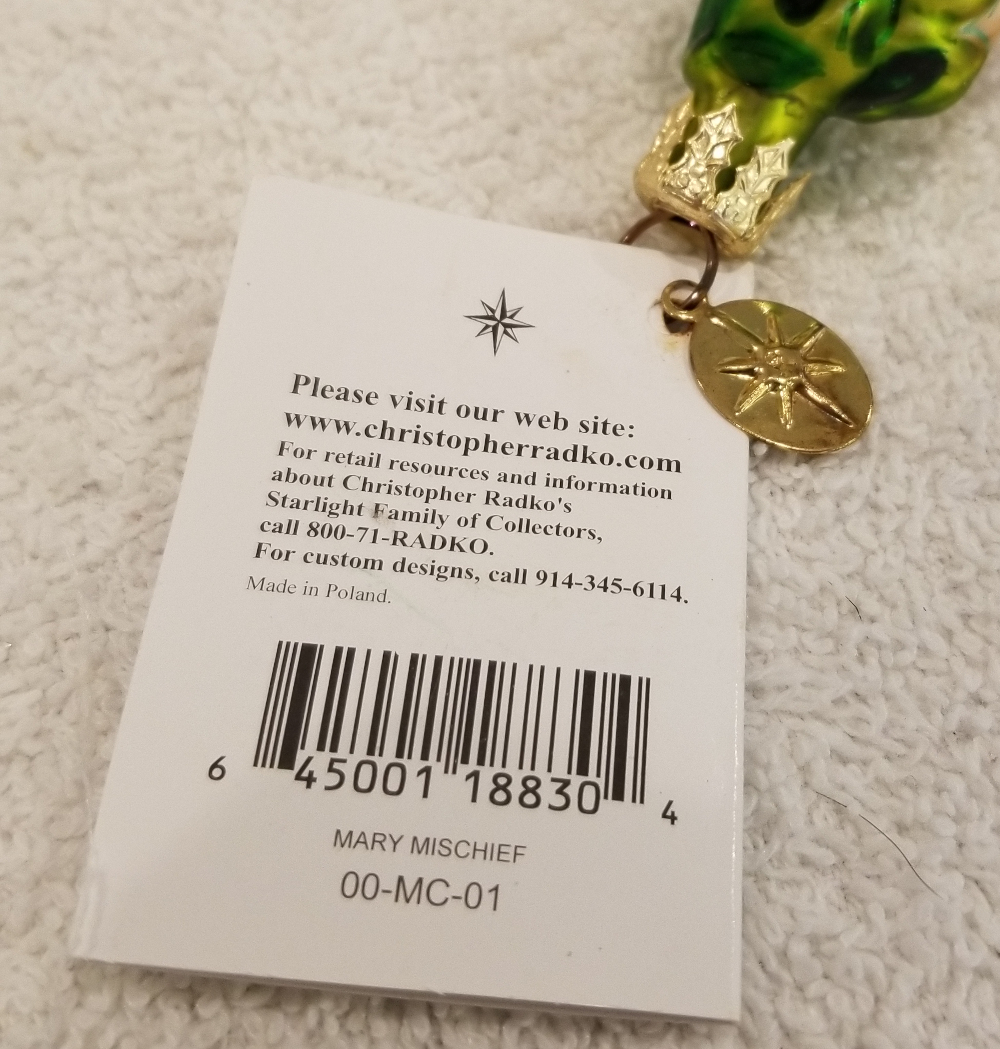 Please visit our web site:
www.christopherradko.com
For retail resources and information
about Christopher Radko's
Starlight Family of Collectors,
call 800-71-RADKO.
For custom designs, call 914-345-6114.
Made in Poland.
6 45001 18830 4
MARY MISCHIEF
00-MC-01